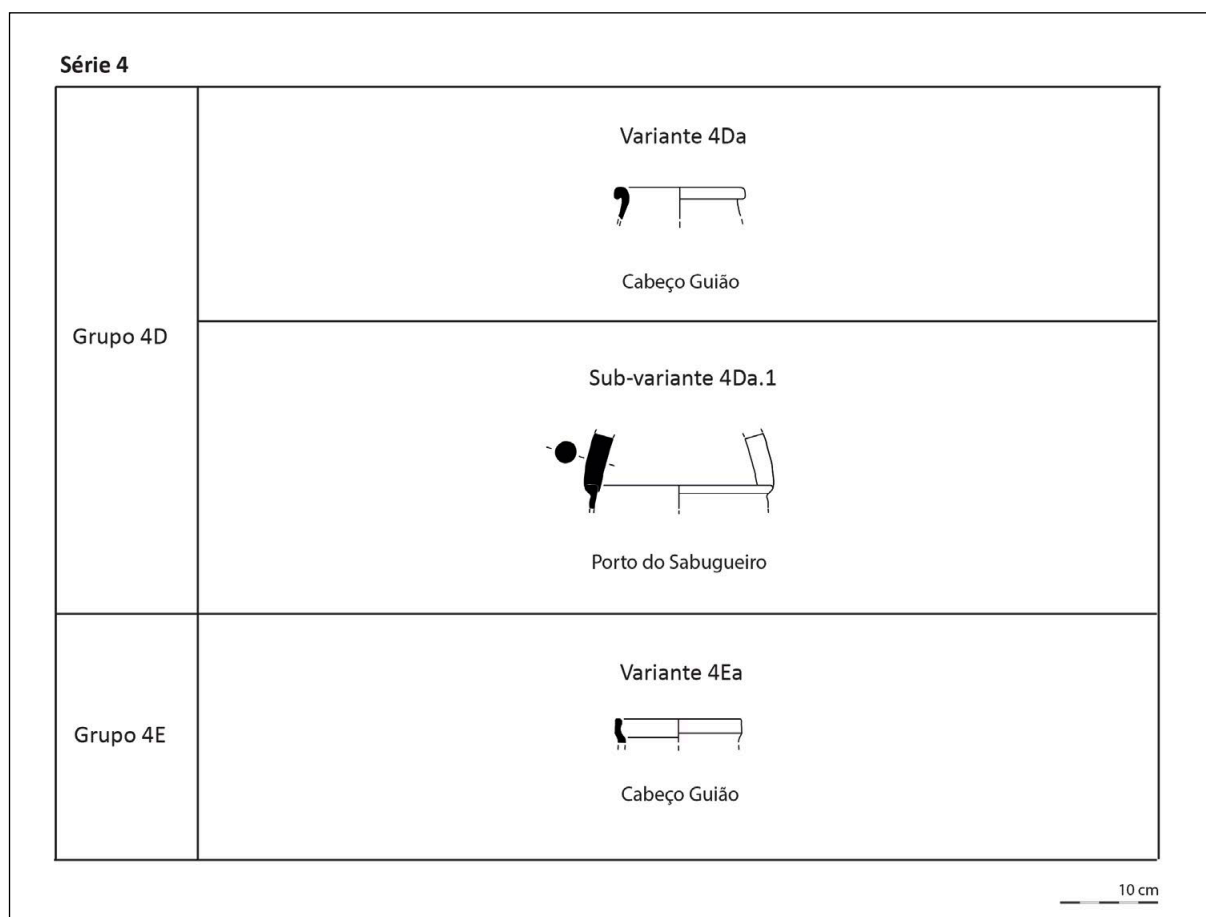 Série 4
Variante 4Da
Cabeço Guião
Grupo 4D
Sub-variante 4Da.1
Porto do Sabugueiro
Variante 4Ea
Grupo 4E
Cabeço Guião
10 cm